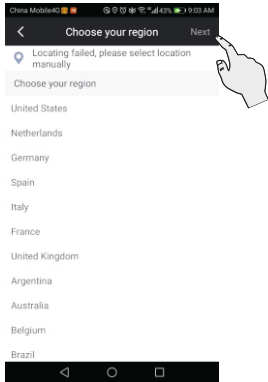 China Mobile4G 43% 9:03 AM
Choose your region Next
Locating failed, please select location
manually
Choose your region
United States
Netherlands
Germany
Spain
Italy
France
United Kingdom
Argentina
Australia
Belgium
Brazil